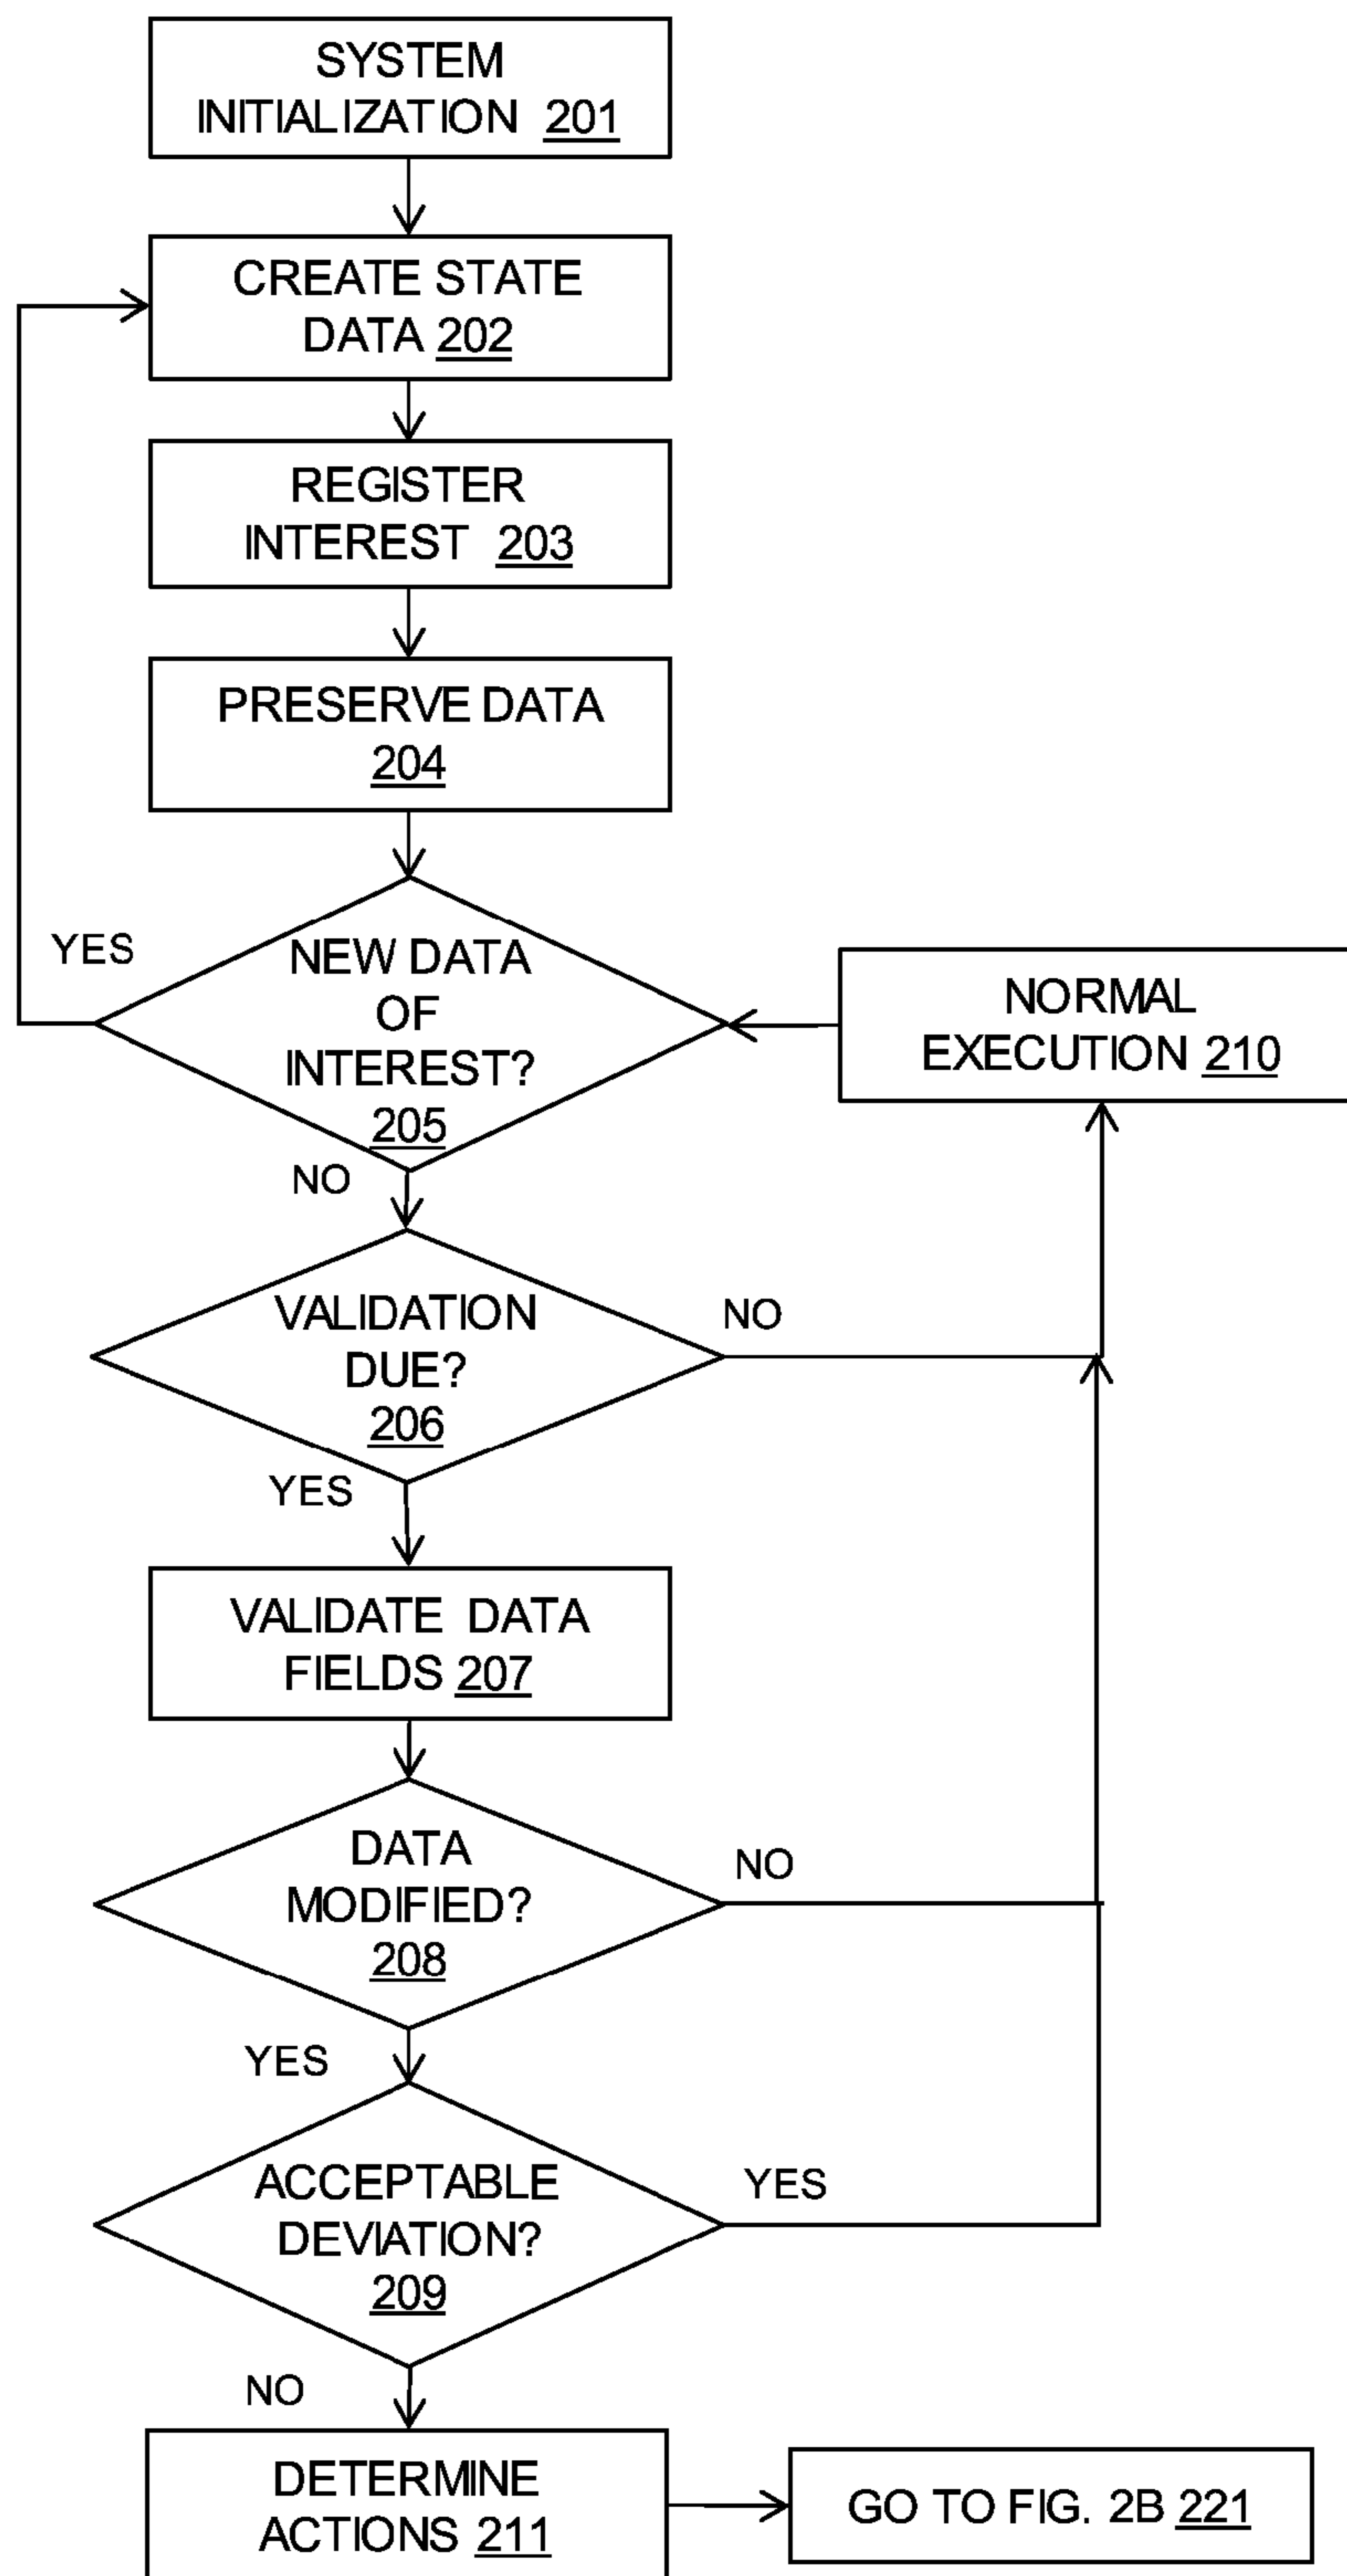 SYSTEM
INITIALIZATION 201
CREATE STATE
DATA 202
REGISTER
INTEREST 203
PRESERVE DATA
204
YES
NEW DATA
OF
INTEREST?
205
NORMAL
EXECUTION 210
NO
VALIDATION
DUE?
206
NO
YES
VALIDATE DATA
FIELDS 207
DATA
MODIFIED?
208
NO
YES
ACCEPTABLE
DEVIATION?
209
YES
NO
DETERMINE
ACTIONS 211
GO TO FIG. 2B 221